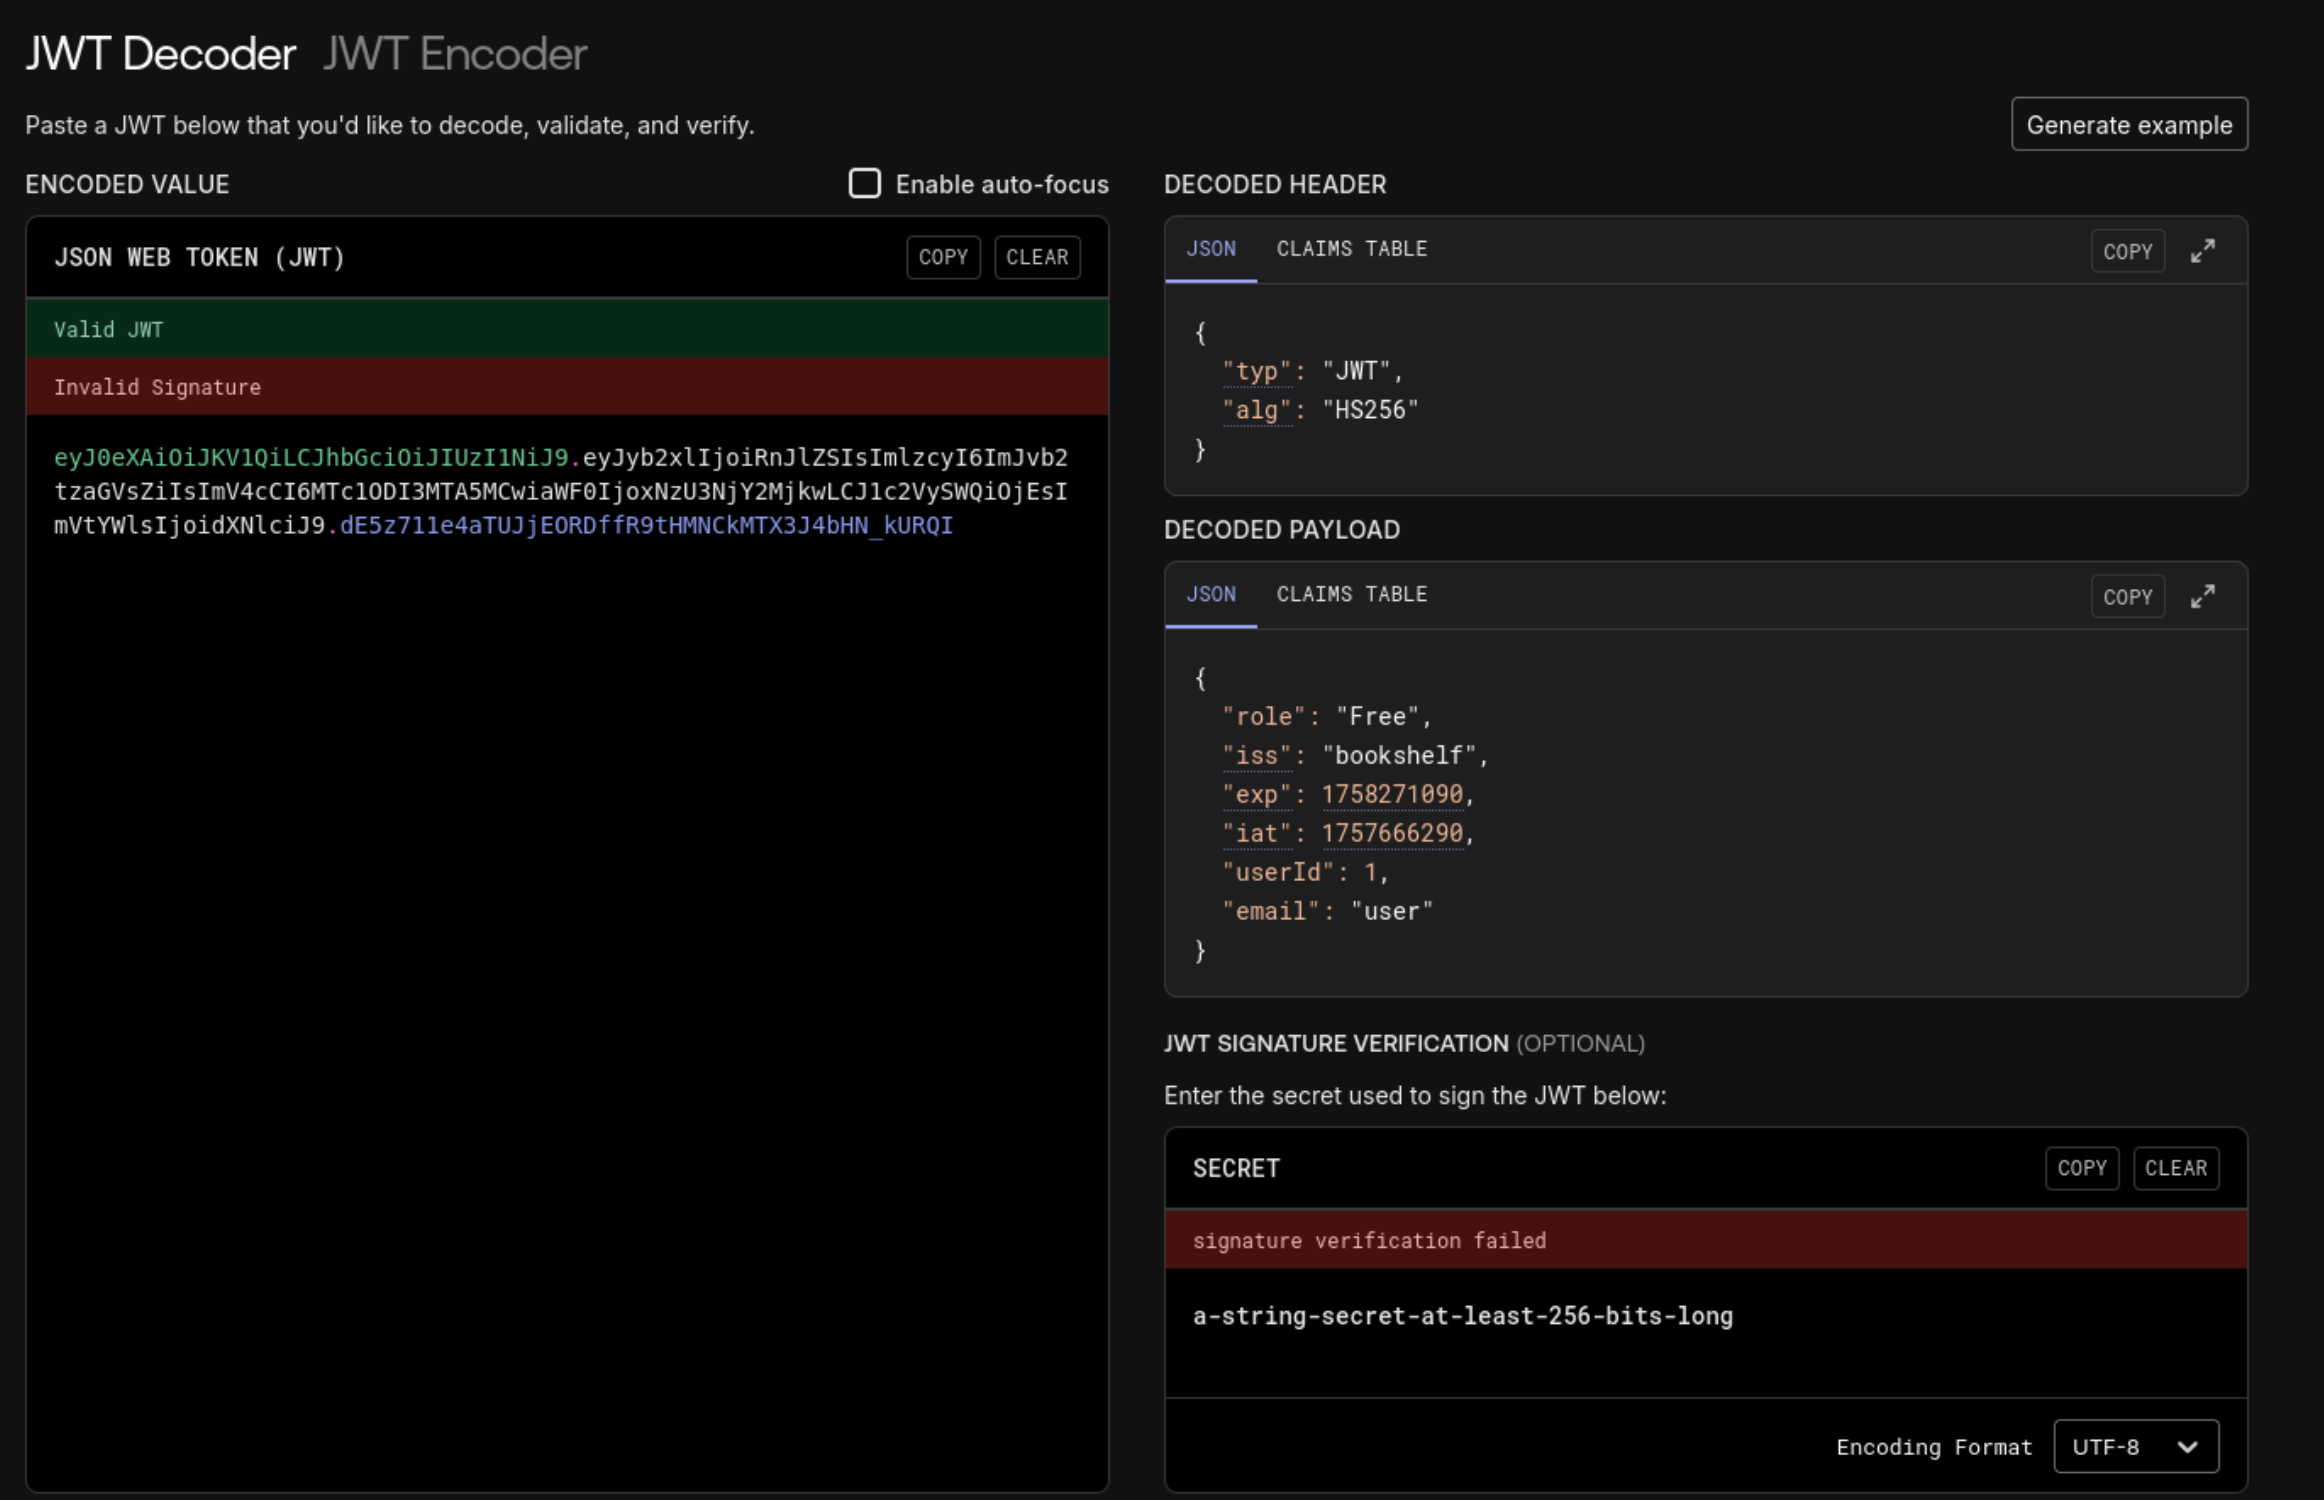 JWT Decoder JWT Encoder
Paste a JWT below that you'd like to decode, validate, and verify.
Generate example
ENCODED VALUE
Enable auto-focus
JSON WEB TOKEN (JWT)
COPY
CLEAR
Valid JWT
Invalid Signature
eyJ0eXAiOiJKV1QiLCJhbGciOiJIUzI1NiJ9.eyJyb2xlIjoiRnJlZSIsImlzcyI6ImJvb2
tzaGVsZiIsImV4cCI6MTc1ODI3MTA5MCwiaWF0IjoxNzU3NjY2MjkwLCJ1c2VySWQiOjEsI
mVtYWlsIjoidXNlciJ9.dE5z711e4aTUJjEORDffR9tHMNCkMTX3J4bHN_kURQI
DECODED HEADER
JSON
CLAIMS TABLE
COPY
{
"typ": "JWT",
"alg": "HS256"
}
DECODED PAYLOAD
JSON
CLAIMS TABLE
COPY
{
"role": "Free",
"iss": "bookshelf",
"exp": 1758271090,
"iat": 1757666290,
"userId": 1,
"email": "user"
}
JWT SIGNATURE VERIFICATION (OPTIONAL)
Enter the secret used to sign the JWT below:
SECRET
COPY
CLEAR
signature verification failed
a-string-secret-at-least-256-bits-long
Encoding Format
UTF-8